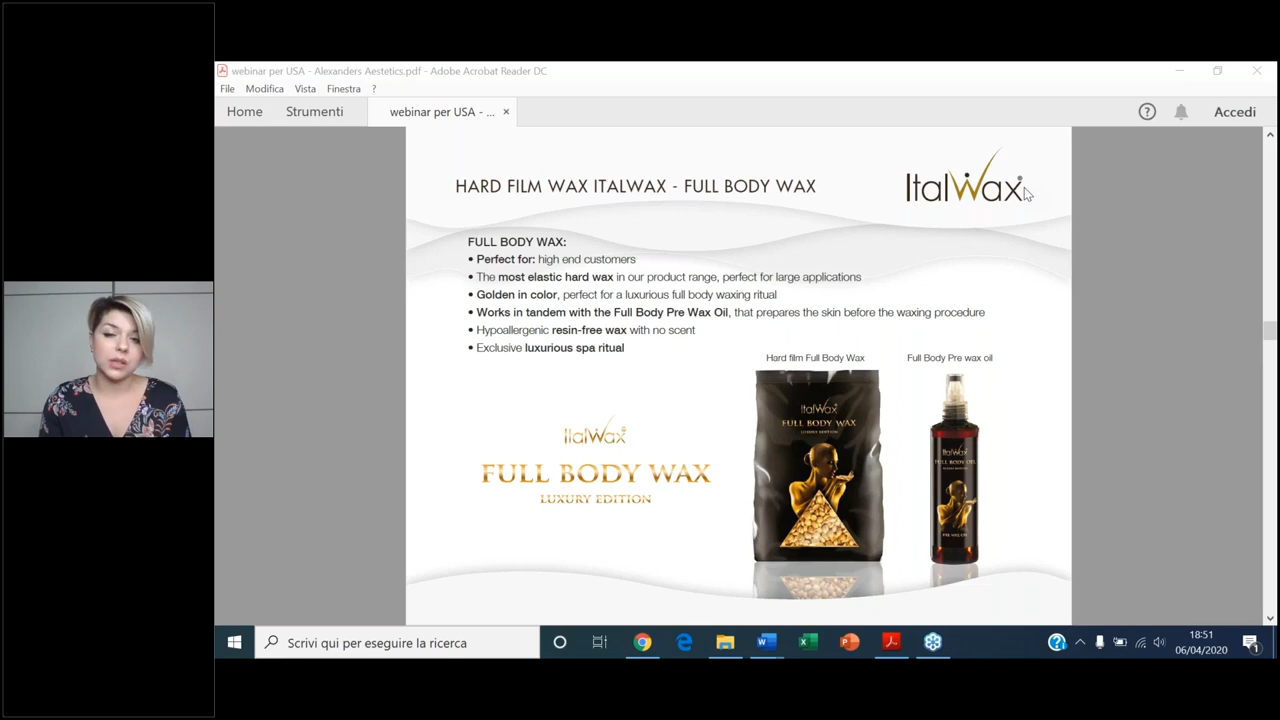 webinar per USA - Alexanders Aestetics.pdf - Adobe Acrobat Reader DC
File Modifica Vista Finestra ?
Home Strumenti webinar per USA - ... × Accedi
HARD FILM WAX ITALWAX - FULL BODY WAX
ItalWax
FULL BODY WAX:
• Perfect for: high end customers
• The most elastic hard wax in our product range, perfect for large applications
• Golden in color, perfect for a luxurious full body waxing ritual
• Works in tandem with the Full Body Pre Wax Oil, that prepares the skin before the waxing procedure
• Hypoallergenic resin-free wax with no scent
• Exclusive luxurious spa ritual
Hard film Full Body Wax Full Body Pre wax oil
ItalWax
FULL BODY WAX
LUXURY EDITION
ItalWax
FULL BODY WAX
LUXURY EDITION
ItalWax
FULL BODY OIL
PRE WAX OIL
Scrivi qui per eseguire la ricerca
18:51
06/04/2020
1